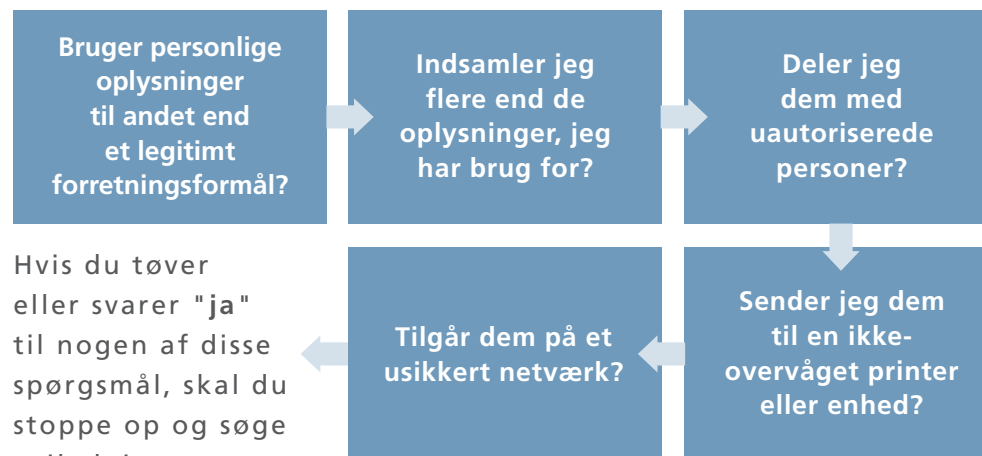 Bruger personlige
oplysninger
til andet end
et legitimt
forretningsformål?
Indsamler jeg
flere end de
oplysninger, jeg
har brug for?
Deler jeg
dem med
uautoriserede
personer?
Sender jeg dem
til en ikke-
overvåget printer
eller enhed?
Tilgår dem på et
usikkert netværk?
Hvis du tøver
eller svarer "ja"
til nogen af disse
spørgsmål, skal du
stoppe op og søge